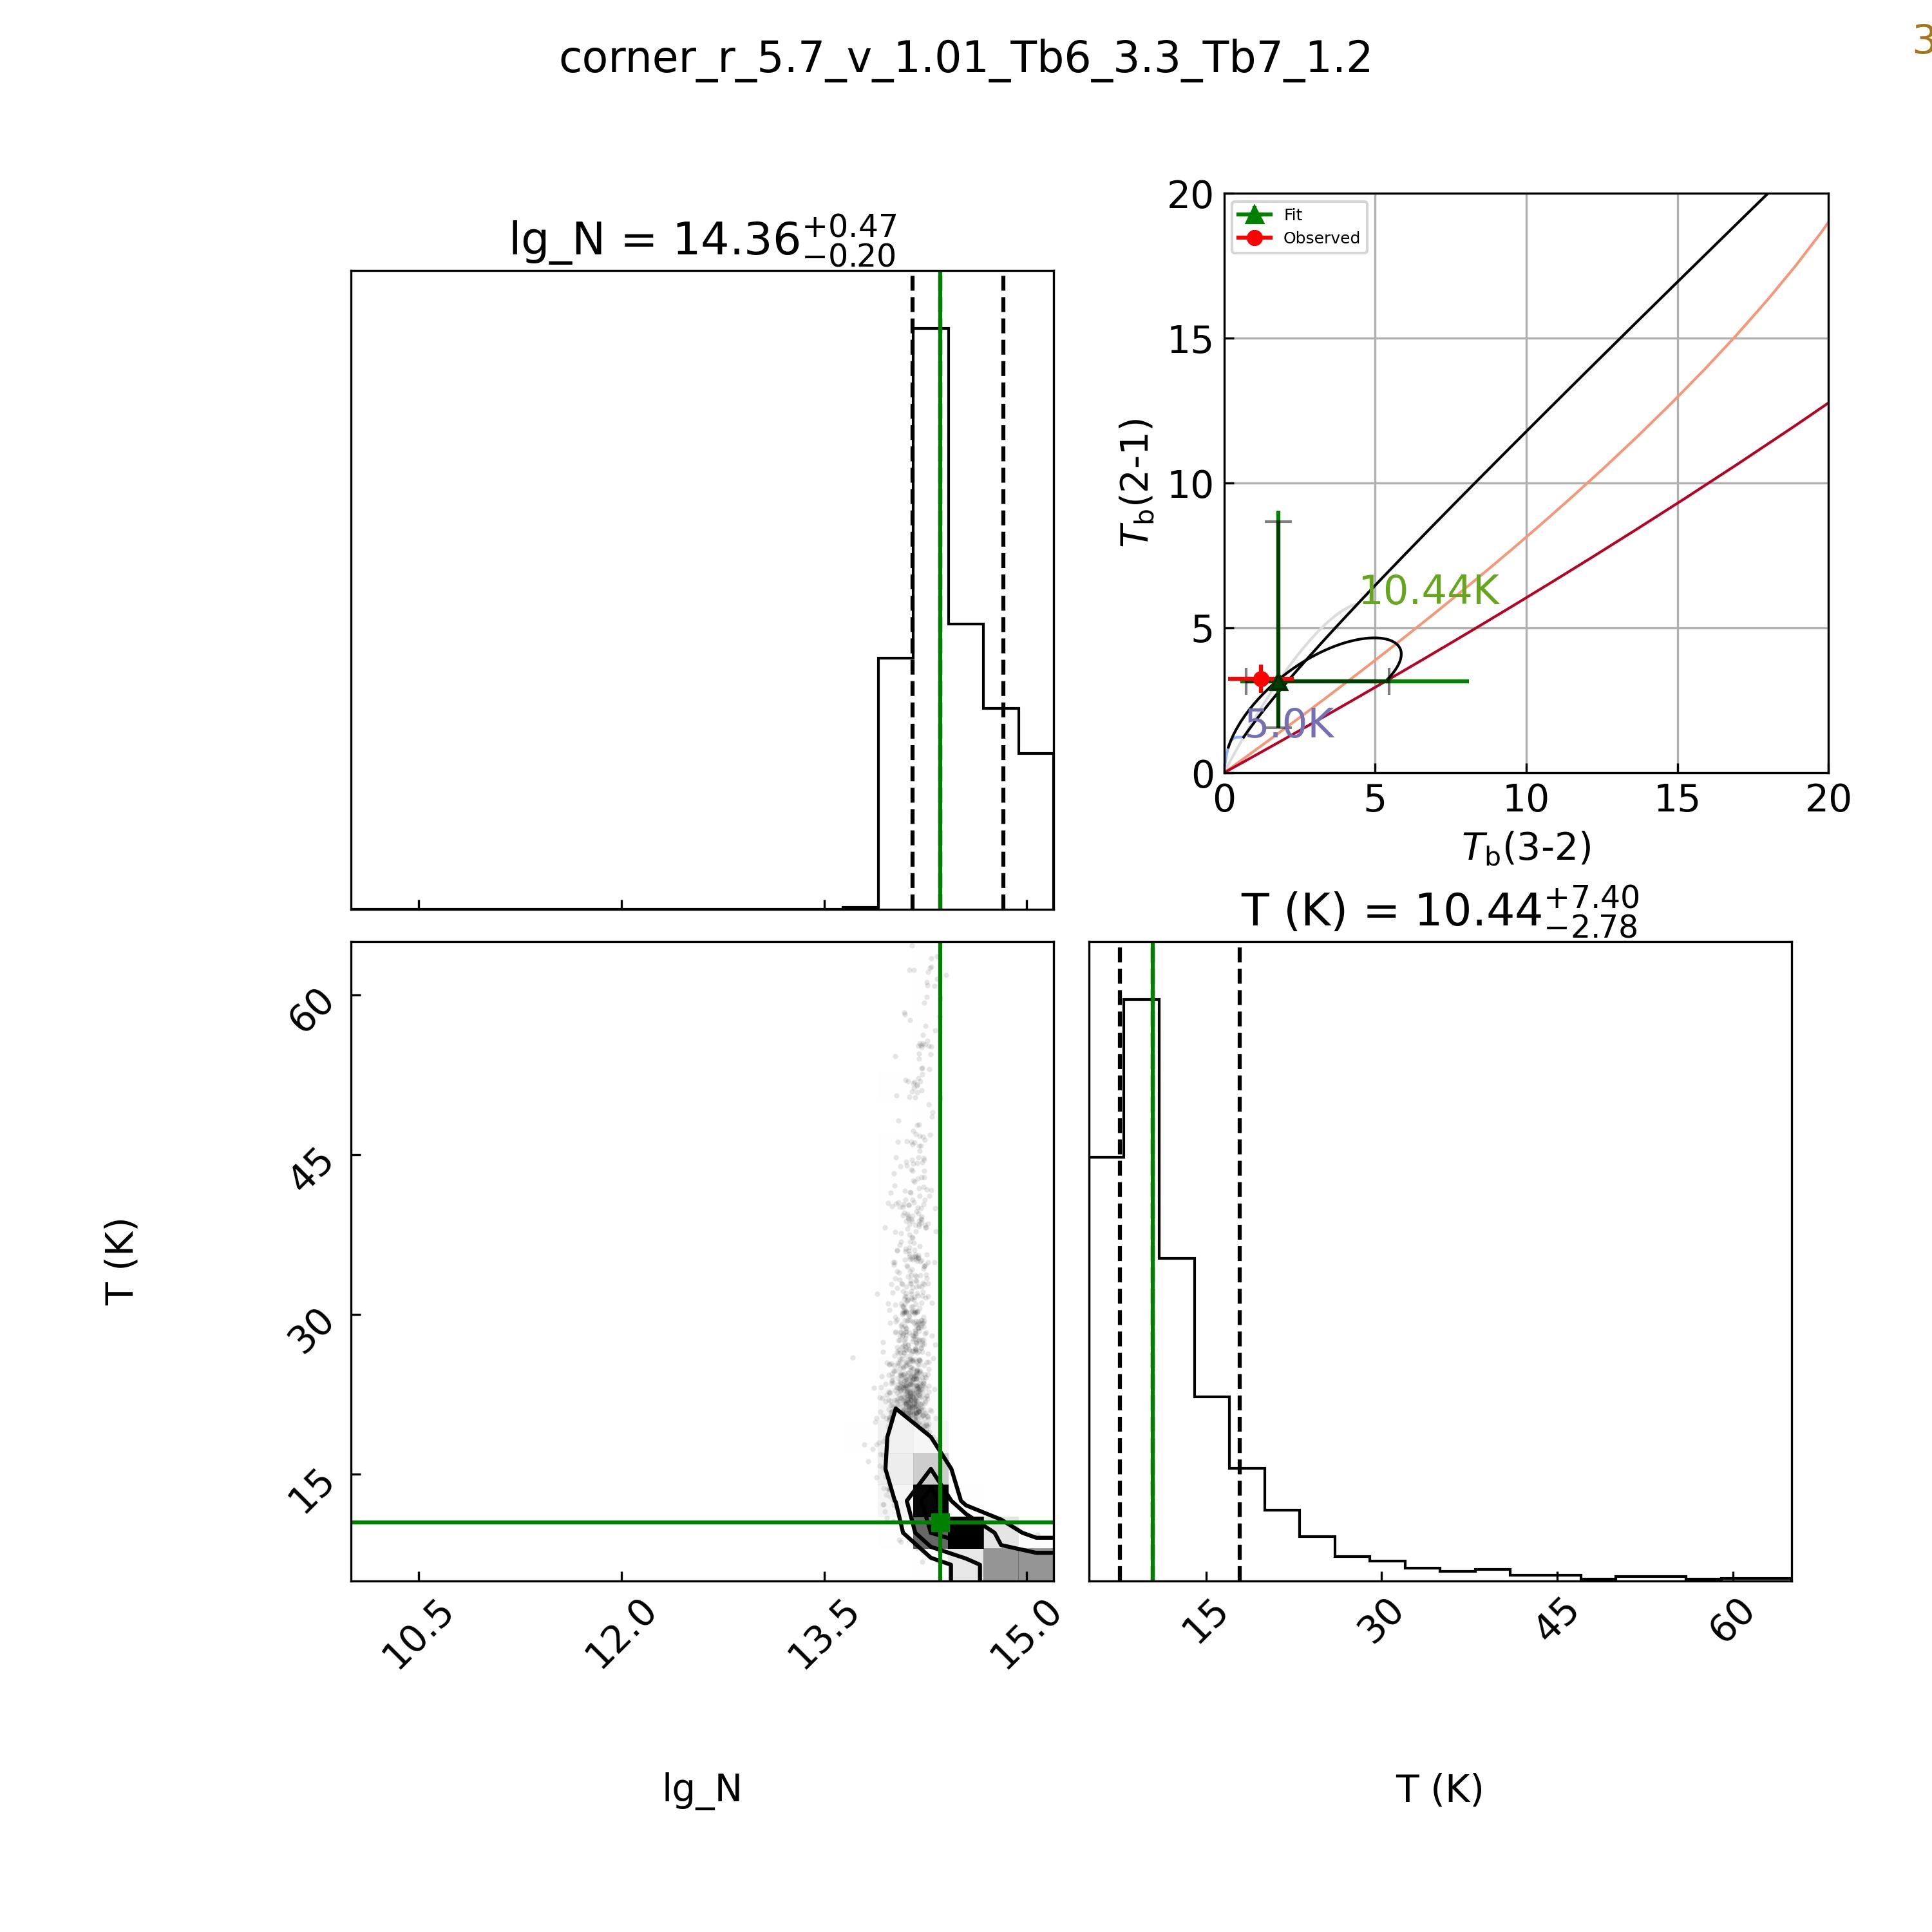 corner_r_5.7_v_1.01_Tb6_3.3_Tb7_1.2
3
lg_N = 14.36+0.47−0.20
20
15
10
5
0
Tb(2-1)
Fit
Observed
10.44K
5.0K
0 5 10 15 20
Tb(3-2)
T (K) = 10.44+7.40−2.78
60
45
30
15
T (K)
10.5 12.0 13.5 15.0
15 30 45 60
lg_N
T (K)